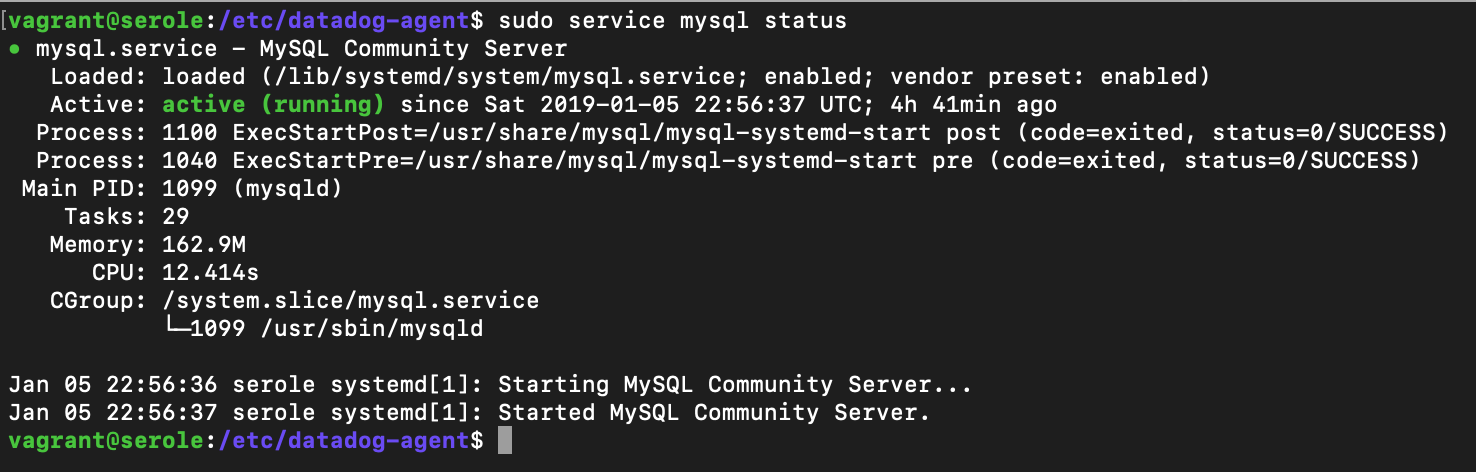 [vagrant@serole:/etc/datadog-agent$ sudo service mysql status
● mysql.service - MySQL Community Server
   Loaded: loaded (/lib/systemd/system/mysql.service; enabled; vendor preset: enabled)
   Active: active (running) since Sat 2019-01-05 22:56:37 UTC; 4h 41min ago
  Process: 1100 ExecStartPost=/usr/share/mysql/mysql-systemd-start post (code=exited, status=0/SUCCESS)
  Process: 1040 ExecStartPre=/usr/share/mysql/mysql-systemd-start pre (code=exited, status=0/SUCCESS)
 Main PID: 1099 (mysqld)
    Tasks: 29
   Memory: 162.9M
      CPU: 12.414s
   CGroup: /system.slice/mysql.service
           └─1099 /usr/sbin/mysqld

Jan 05 22:56:36 serole systemd[1]: Starting MySQL Community Server...
Jan 05 22:56:37 serole systemd[1]: Started MySQL Community Server.
vagrant@serole:/etc/datadog-agent$